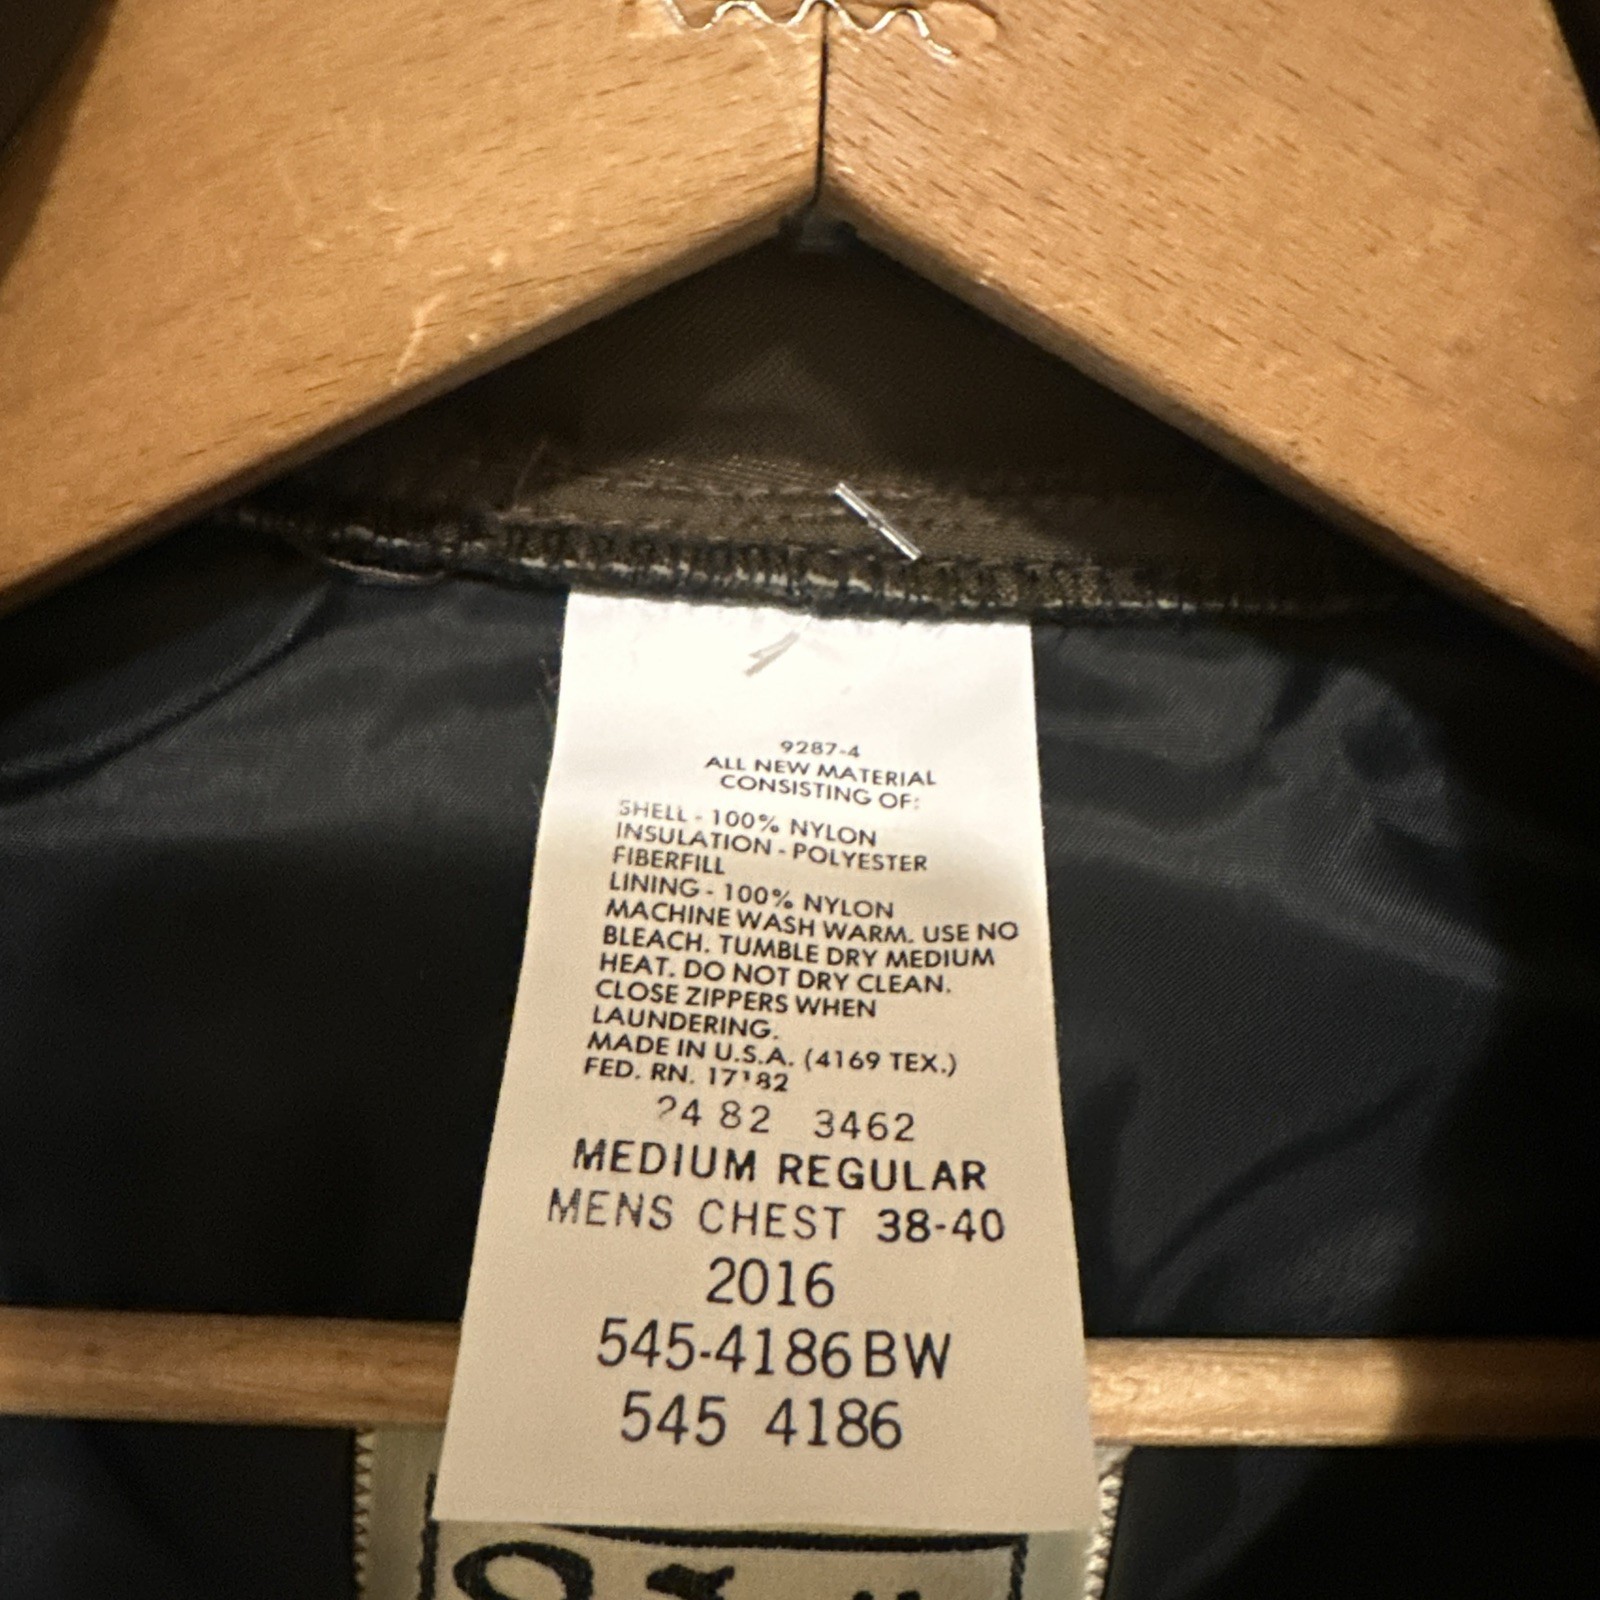 9287-4
ALL NEW MATERIAL
CONSISTING OF:
SHELL - 100% NYLON
INSULATION - POLYESTER
FIBERFILL
LINING - 100% NYLON
MACHINE WASH WARM. USE NO
BLEACH. TUMBLE DRY MEDIUM
HEAT. DO NOT DRY CLEAN.
CLOSE ZIPPERS WHEN
LAUNDERING.
MADE IN U.S.A. (4169 TEX.)
FED. RN. 17182
24 82 3462
MEDIUM REGULAR
MENS CHEST 38-40
2016
545-4186BW
545 4186